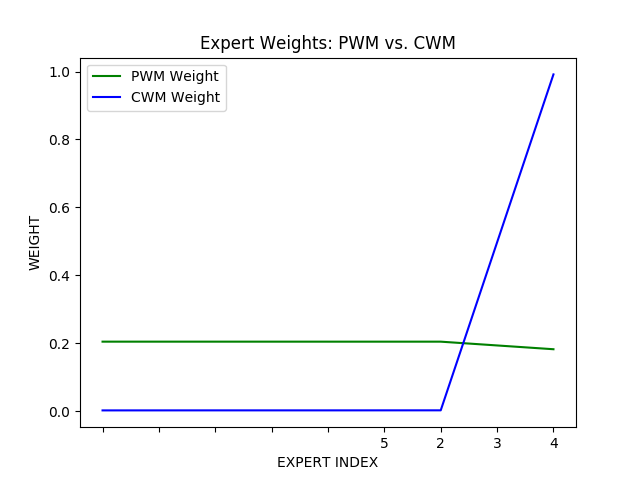 Expert Weights: PWM vs. CWM
PWM Weight
CWM Weight
1.0
0.8
0.6
0.4
0.2
0.0
WEIGHT
5 2 3 4
EXPERT INDEX